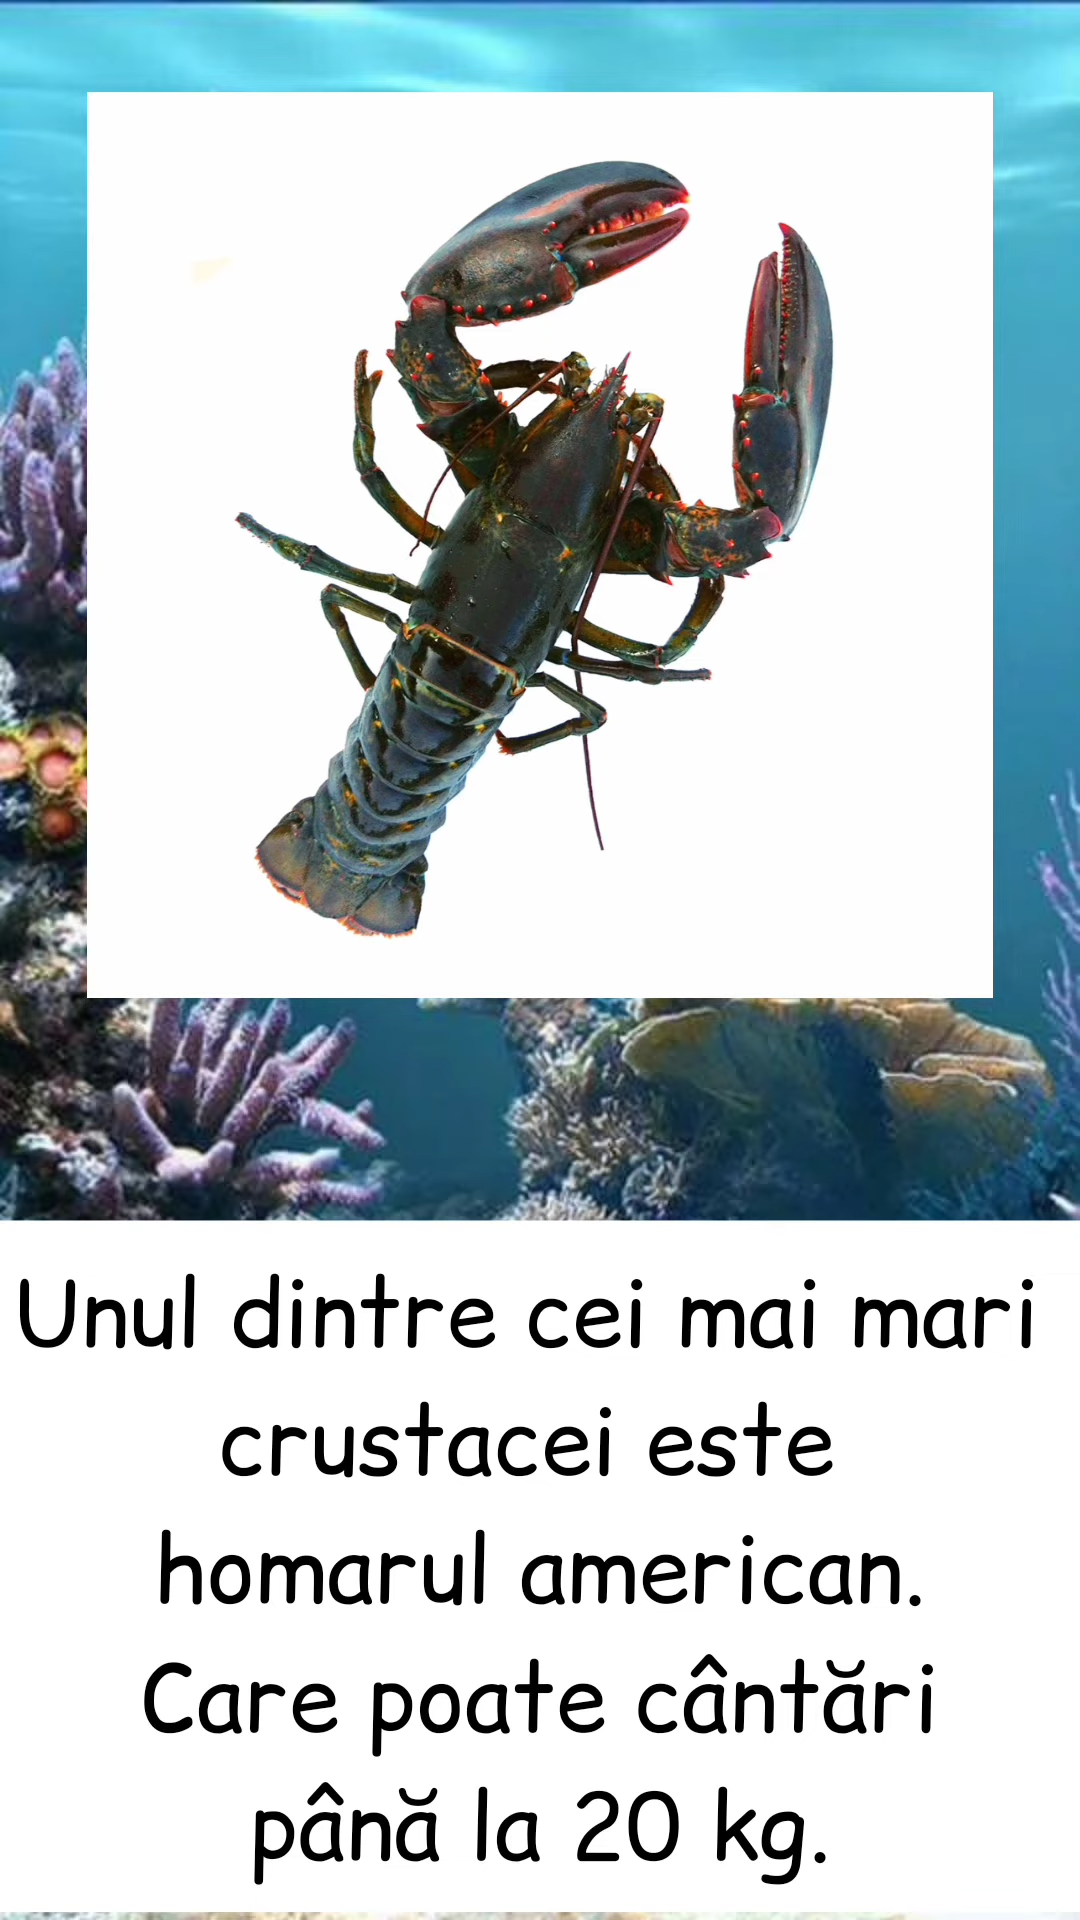 Unul dintre cei mai mari
crustacei este
homarul american.
Care poate cântări
până la 20 kg.